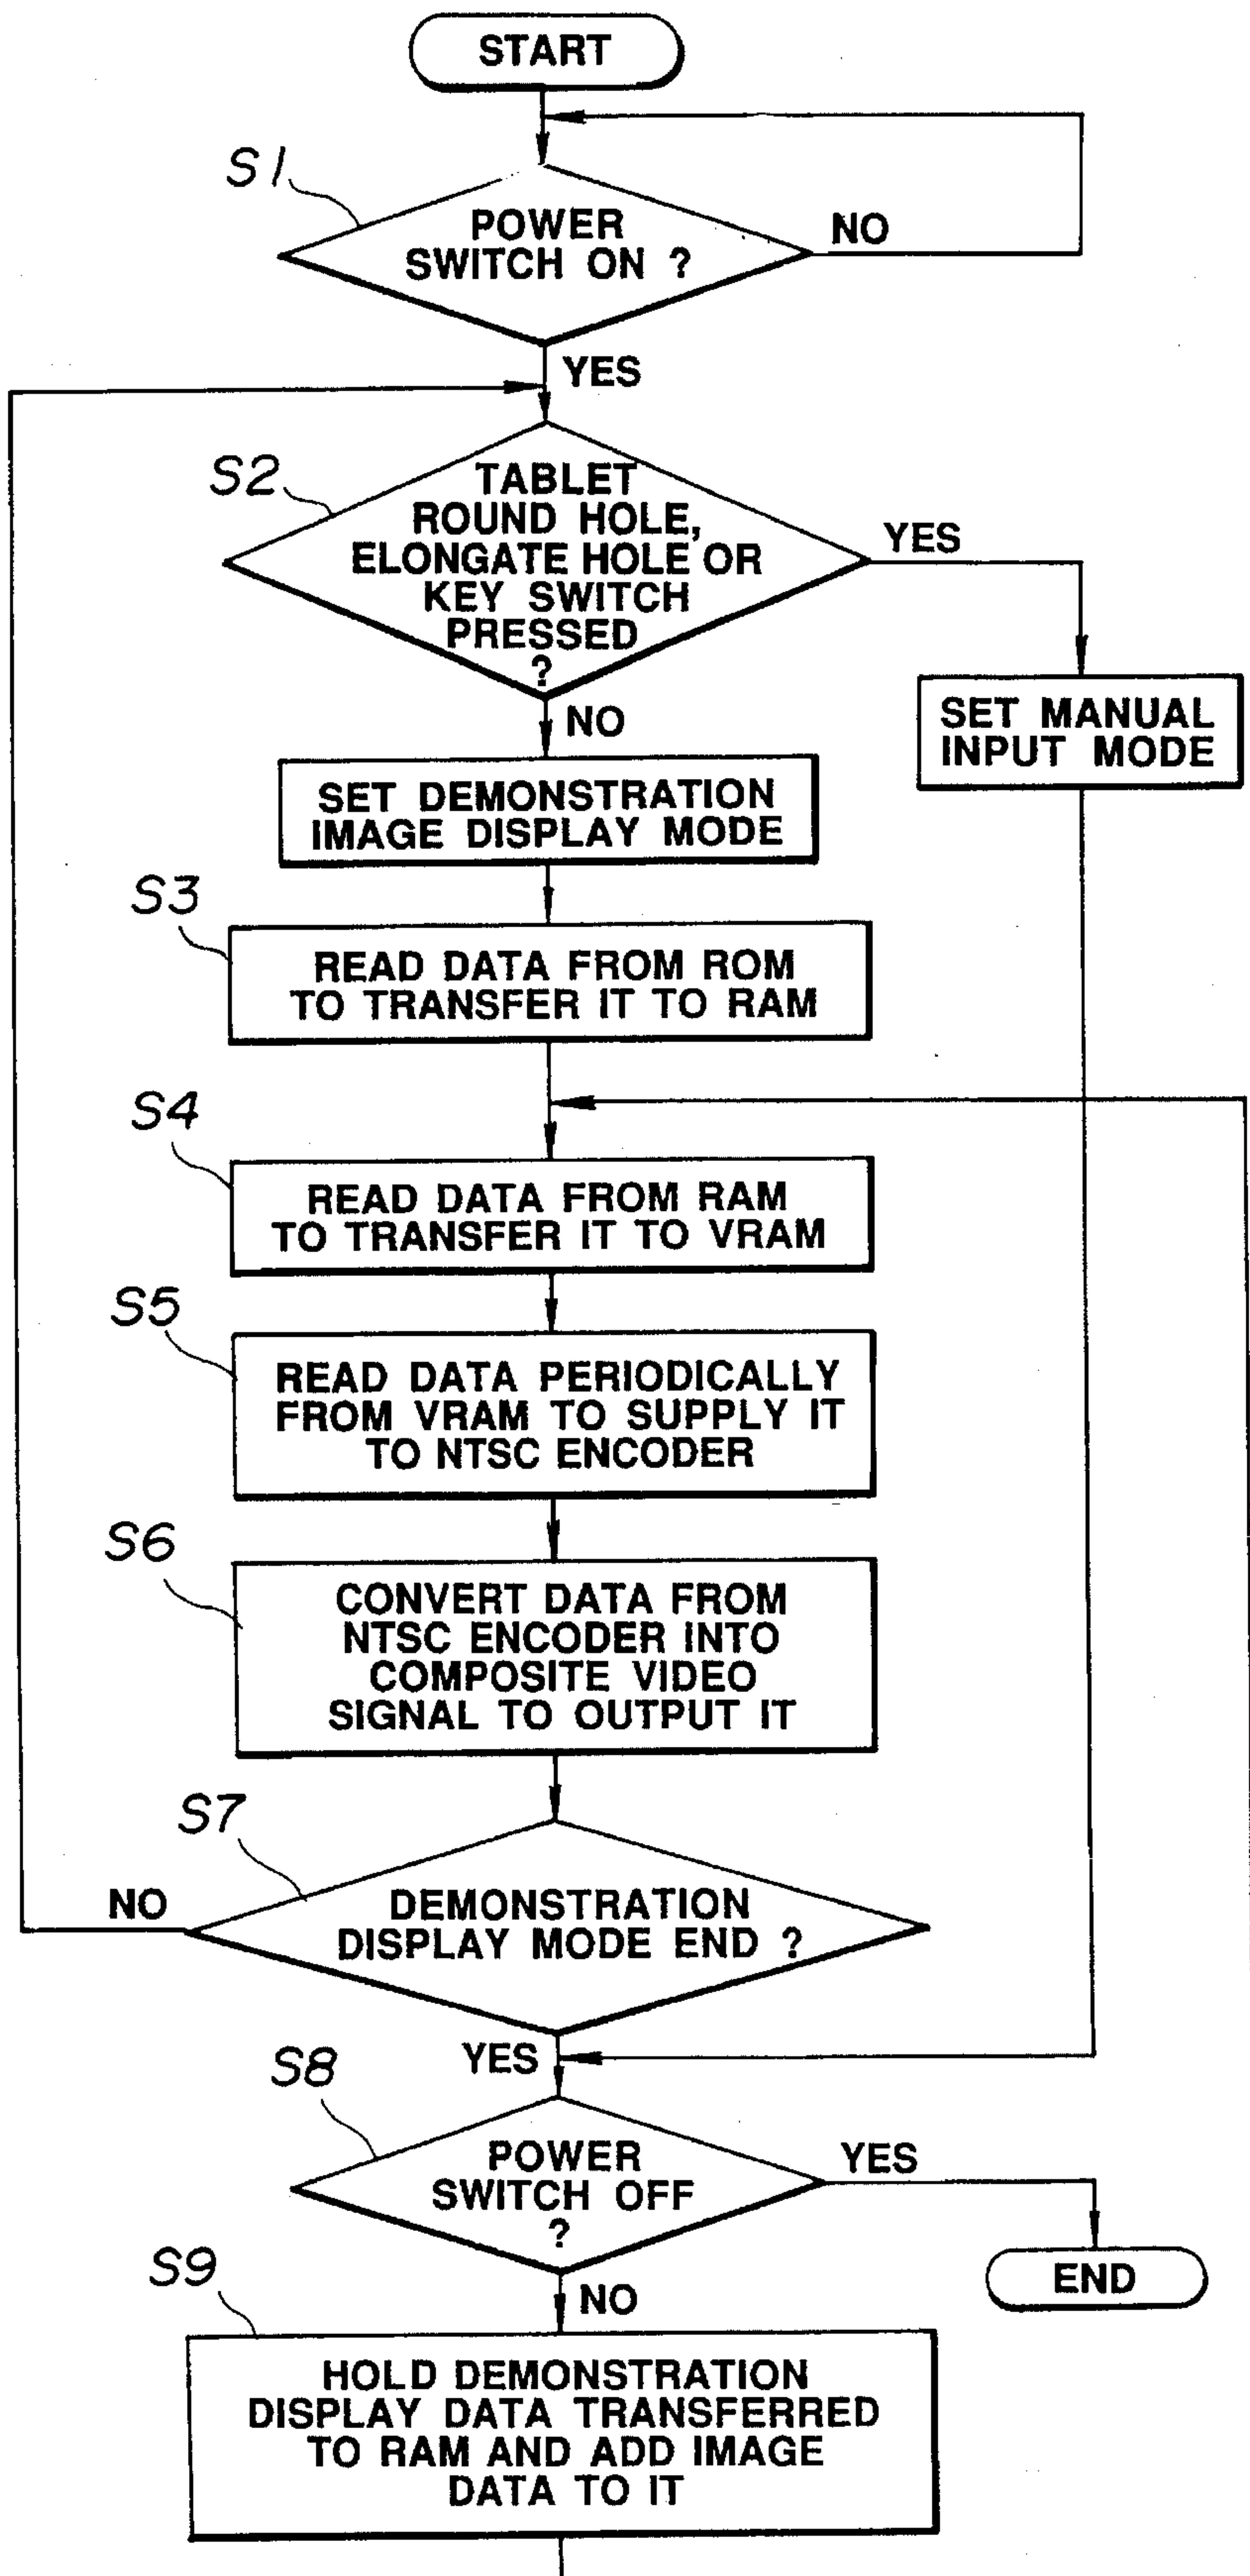 START
S1
POWER
SWITCH ON ?
NO
YES
S2
TABLET
ROUND HOLE,
ELONGATE HOLE OR
KEY SWITCH
PRESSED
?
YES
NO
SET MANUAL
INPUT MODE
SET DEMONSTRATION
IMAGE DISPLAY MODE
S3
READ DATA FROM ROM
TO TRANSFER IT TO RAM
S4
READ DATA FROM RAM
TO TRANSFER IT TO VRAM
S5
READ DATA PERIODICALLY
FROM VRAM TO SUPPLY IT
TO NTSC ENCODER
S6
CONVERT DATA FROM
NTSC ENCODER INTO
COMPOSITE VIDEO
SIGNAL TO OUTPUT IT
S7
NO
DEMONSTRATION
DISPLAY MODE END ?
YES
S8
POWER
SWITCH OFF
?
YES
END
NO
S9
HOLD DEMONSTRATION
DISPLAY DATA TRANSFERRED
TO RAM AND ADD IMAGE
DATA TO IT